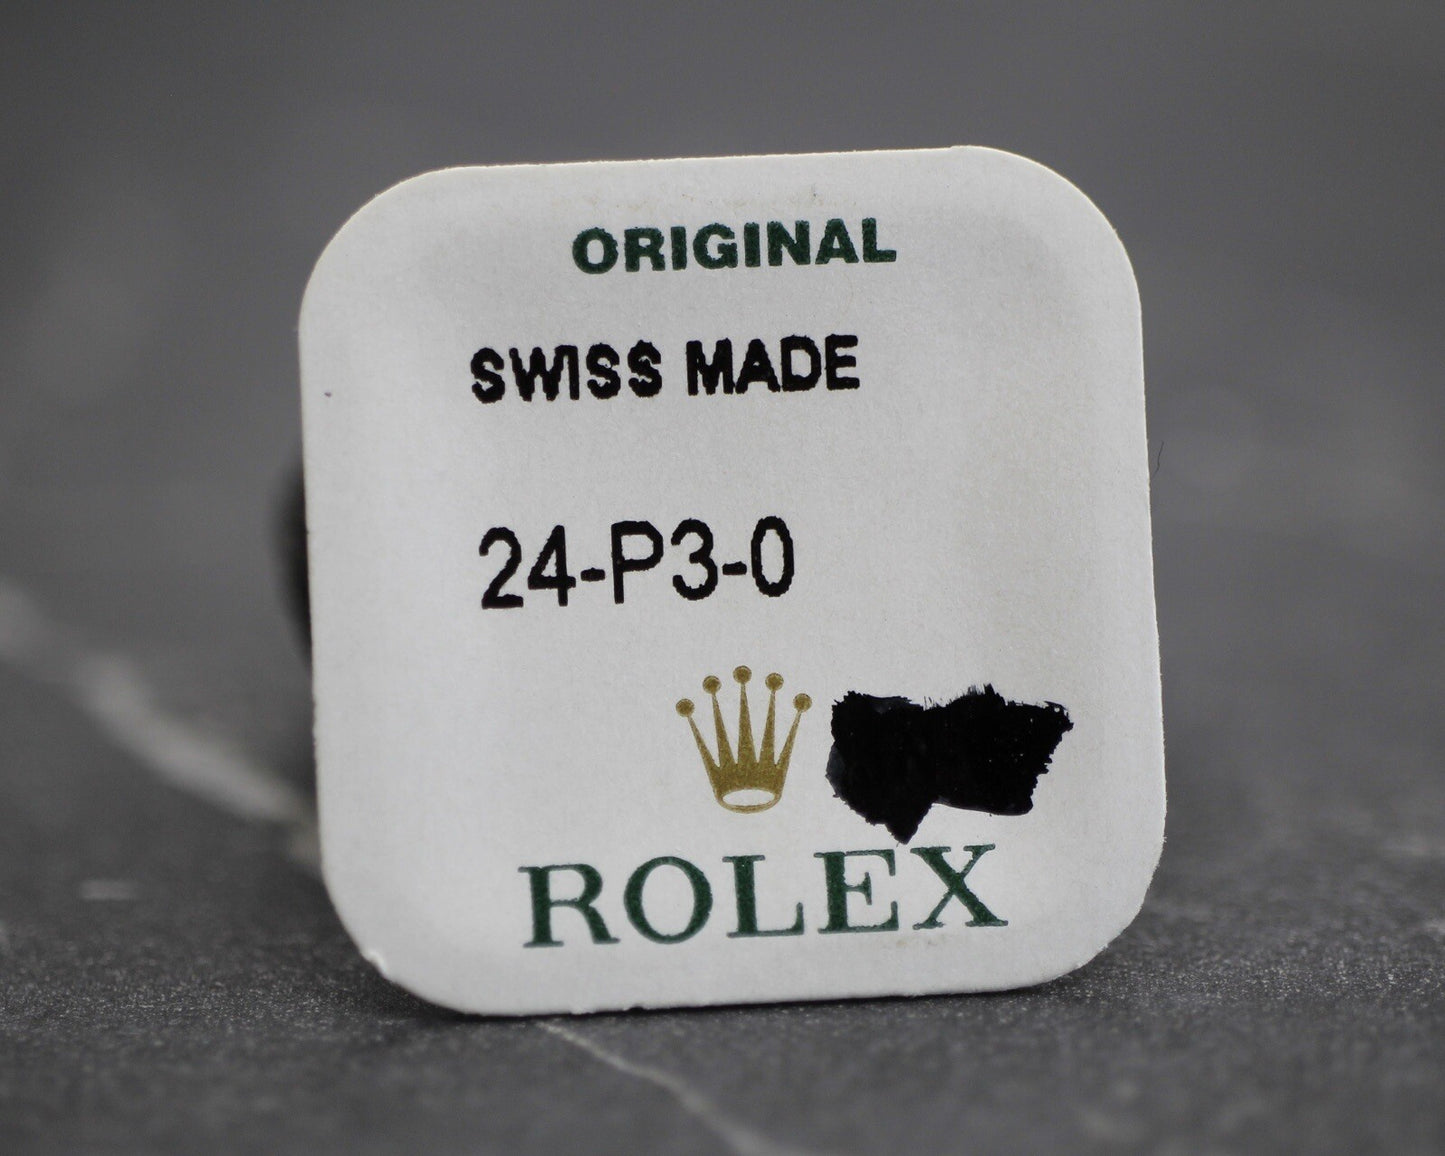 ORIGINAL
SWISS MADE
24-P3-0
ROLEX